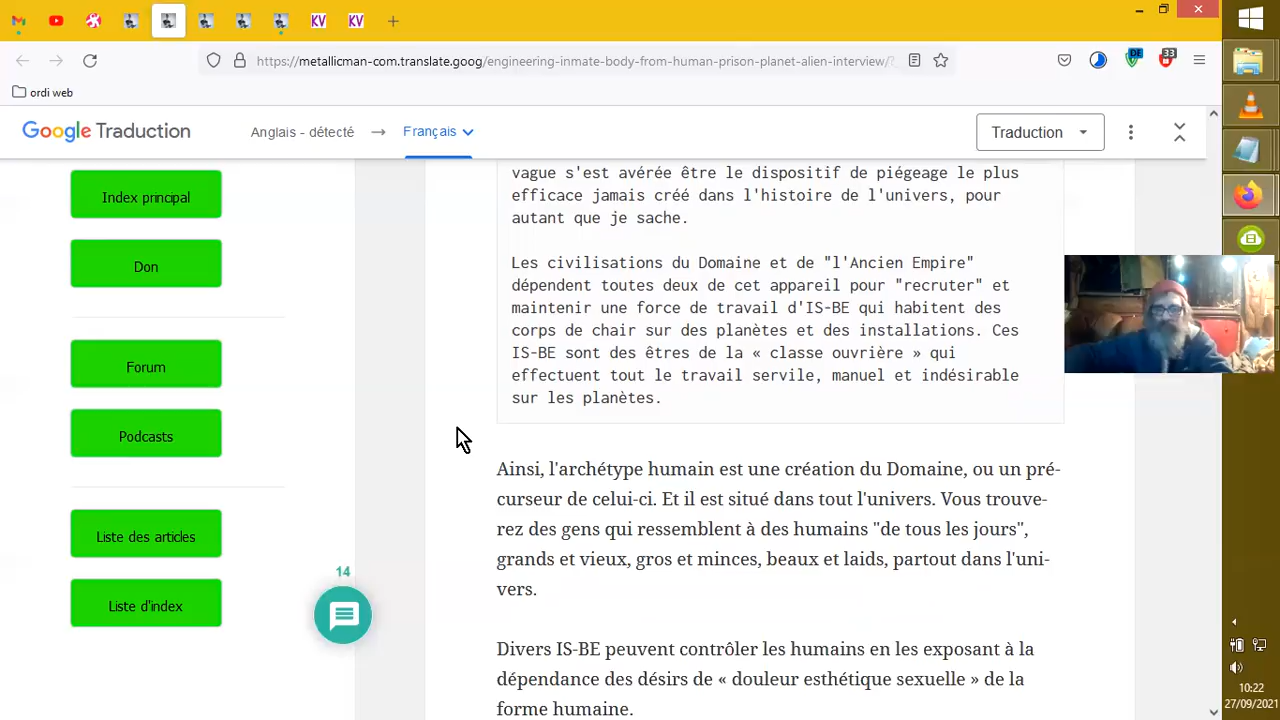 KV
KV
https://metallicman-com.translate.goog/engineering-inmate-body-from-human-prison-planet-alien-interview/?
DE
33
ordi web
Google Traduction
Anglais - détecté
Français
Traduction
Index principal
Don
Forum
Podcasts
Liste des articles
Liste d'index
14
vague s'est avérée être le dispositif de piégeage le plus
efficace jamais créé dans l'histoire de l'univers, pour
autant que je sache.
Les civilisations du Domaine et de "l'Ancien Empire"
dépendent toutes deux de cet appareil pour "recruter" et
maintenir une force de travail d'IS-BE qui habitent des
corps de chair sur des planètes et des installations. Ces
IS-BE sont des êtres de la « classe ouvrière » qui
effectuent tout le travail servile, manuel et indésirable
sur les planètes.
Ainsi, l'archétype humain est une création du Domaine, ou un pré-
curseur de celui-ci. Et il est situé dans tout l'univers. Vous trouve-
rez des gens qui ressemblent à des humains "de tous les jours",
grands et vieux, gros et minces, beaux et laids, partout dans l'uni-
vers.
Divers IS-BE peuvent contrôler les humains en les exposant à la
dépendance des désirs de « douleur esthétique sexuelle » de la
forme humaine.
10:22
27/09/2021